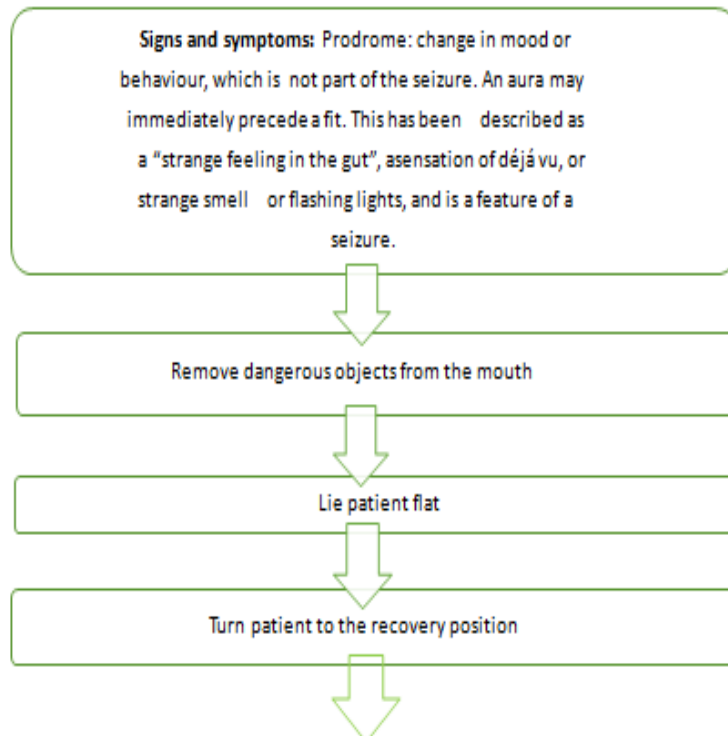 Signs and symptoms: Prodrome: change in mood or
behaviour, which is not part of the seizure. An aura may
immediately precede a fit. This has been described as
a “strange feeling in the gut”, asensation of déjá vu, or
strange smell or flashing lights, and is a feature of a
seizure.
Remove dangerous objects from the mouth
Lie patient flat
Turn patient to the recovery position